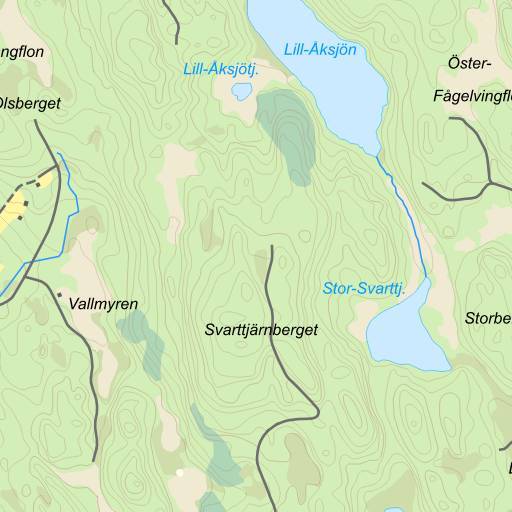 Lill-Åksjön
ngflon
Lill-Åksjötj.
Öster-
Fågelvingfl
Olsberget
Stor-Svarttj.
Vallmyren
Svarttjärnberget
Storbe